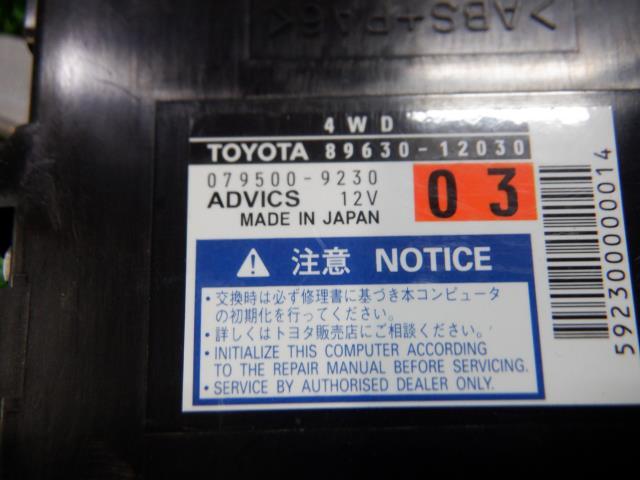 >ABS+PA6<
4WD
TOYOTA 89630-12030
079500-9230
ADVICS 12V
MADE IN JAPAN
03
注意 NOTICE
・交換時は必ず修理書に基づき本コンピュータ
の初期化を行ってください。
・詳しくはトヨタ販売店にご相談ください。
・INITIALIZE THIS COMPUTER ACCORDING
TO THE REPAIR MANUAL BEFORE SERVICING.
・SERVICE BY AUTHORISED DEALER ONLY.
5923000000014